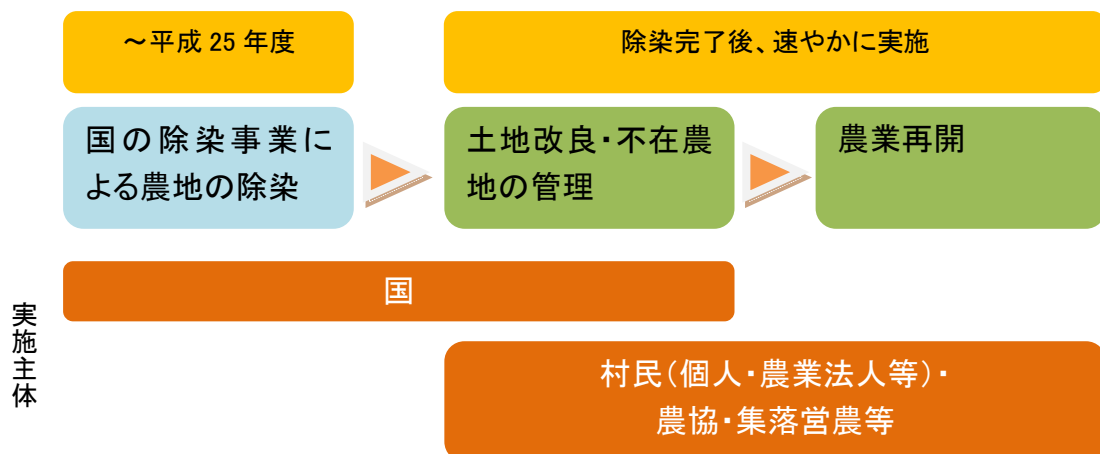 ～平成 25 年度
除染完了後、速やかに実施
国の除染事業に
よる農地の除染
土地改良・不在農
地の管理
農業再開
国
実施主体
村民（個人・農業法人等）・
農協・集落営農等